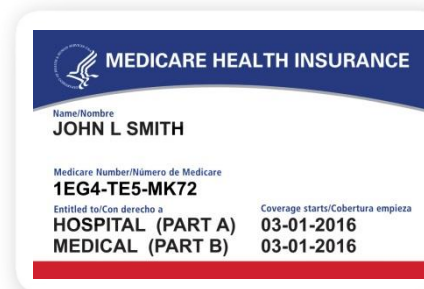 MEDICARE HEALTH INSURANCE
Name/Nombre
JOHN L SMITH
Medicare Number/Número de Medicare
1EG4-TE5-MK72
Entitled to/Con derecho a
HOSPITAL (PART A)
MEDICAL (PART B)
Coverage starts/Cobertura empieza
03-01-2016
03-01-2016